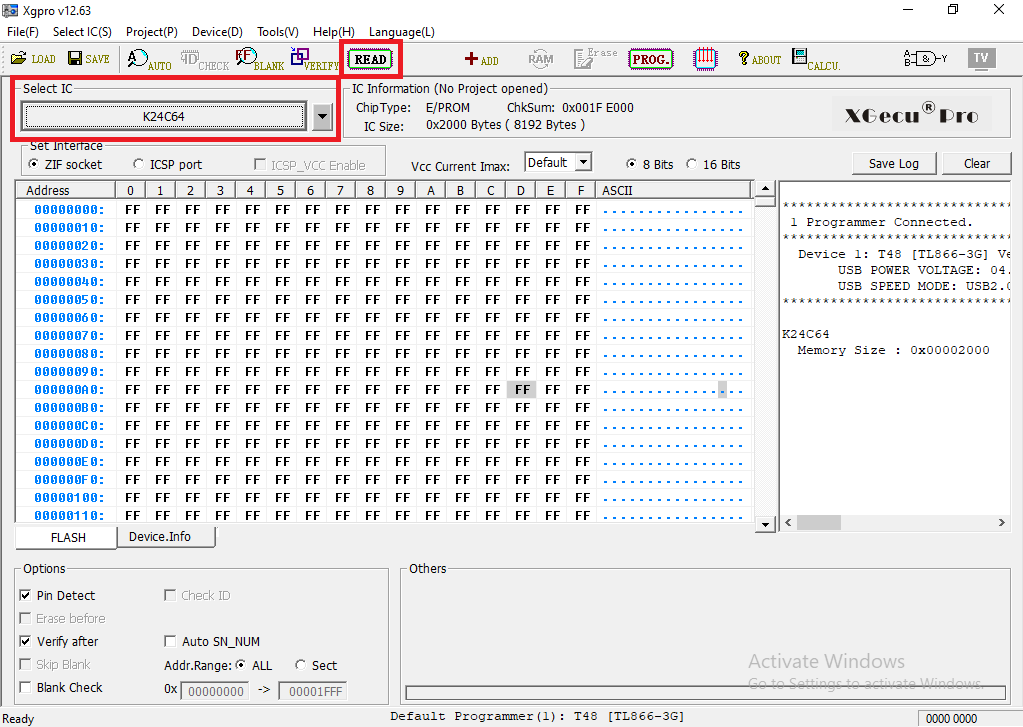 Xgpro v12.63
File(F) Select IC(S) Project(P) Device(D) Tools(V) Help(H) Language(L)
LOAD SAVE AUTO CHECK BLANK VERIFY READ ADD RAM Erase PROG. ABOUT CALCU. TV
Select IC
K24C64
IC Information (No Project opened)
ChipType: E/PROM ChkSum: 0x001F E000
IC Size: 0x2000 Bytes ( 8192 Bytes )
XGecu® Pro
Set Interface
ZIF socket ICSP port ICSP_VCC Enable
Vcc Current Imax: Default 8 Bits 16 Bits Save Log Clear
Address 0 1 2 3 4 5 6 7 8 9 A B C D E F ASCII
00000000: FF FF FF FF FF FF FF FF FF FF FF FF FF FF FF FF ................
00000010: FF FF FF FF FF FF FF FF FF FF FF FF FF FF FF FF ................
00000020: FF FF FF FF FF FF FF FF FF FF FF FF FF FF FF FF ................
00000030: FF FF FF FF FF FF FF FF FF FF FF FF FF FF FF FF ................
00000040: FF FF FF FF FF FF FF FF FF FF FF FF FF FF FF FF ................
00000050: FF FF FF FF FF FF FF FF FF FF FF FF FF FF FF FF ................
00000060: FF FF FF FF FF FF FF FF FF FF FF FF FF FF FF FF ................
00000070: FF FF FF FF FF FF FF FF FF FF FF FF FF FF FF FF ................
00000080: FF FF FF FF FF FF FF FF FF FF FF FF FF FF FF FF ................
00000090: FF FF FF FF FF FF FF FF FF FF FF FF FF FF FF FF ................
000000A0: FF FF FF FF FF FF FF FF FF FF FF FF FF FF FF FF ................
000000B0: FF FF FF FF FF FF FF FF FF FF FF FF FF FF FF FF ................
000000C0: FF FF FF FF FF FF FF FF FF FF FF FF FF FF FF FF ................
000000D0: FF FF FF FF FF FF FF FF FF FF FF FF FF FF FF FF ................
000000E0: FF FF FF FF FF FF FF FF FF FF FF FF FF FF FF FF ................
000000F0: FF FF FF FF FF FF FF FF FF FF FF FF FF FF FF FF ................
00000100: FF FF FF FF FF FF FF FF FF FF FF FF FF FF FF FF ................
00000110: FF FF FF FF FF FF FF FF FF FF FF FF FF FF FF FF ................
*****************************
1 Programmer Connected.
*****************************
Device 1: T48 [TL866-3G] Ve
USB POWER VOLTAGE: 04.
USB SPEED MODE: USB2.0
*****************************
K24C64
Memory Size : 0x00002000
FLASH Device.Info
Options
Pin Detect Check ID
Erase before
Verify after Auto SN_NUM
Skip Blank Addr.Range: ALL Sect
Blank Check 0x 00000000 -> 00001FFF
Others
Activate Windows
Go to Settings to activate Windows.
Ready Default Programmer(1): T48 [TL866-3G] 0000 0000